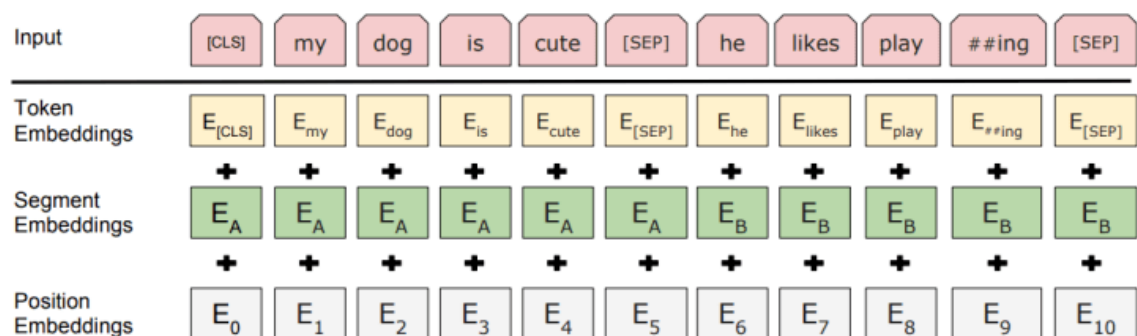 Input [CLS] my dog is cute [SEP] he likes play ##ing [SEP]
Token Embeddings E[CLS] Emy Edog Eis Ecute E[SEP] Ehe Elikes Eplay E##ing E[SEP]
+ + + + + + + + + + +
Segment Embeddings EA EA EA EA EA EA EB EB EB EB EB
+ + + + + + + + + + +
Position Embeddings E0 E1 E2 E3 E4 E5 E6 E7 E8 E9 E10